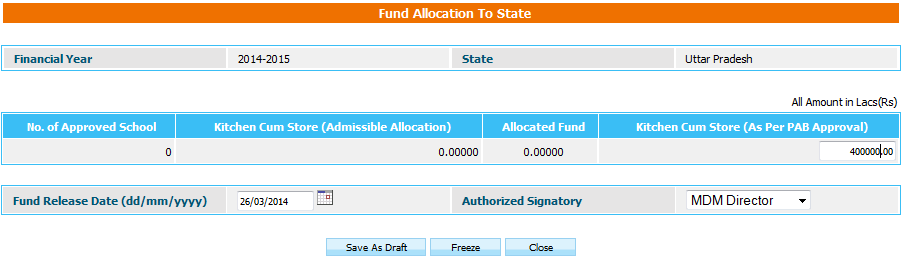 Fund Allocation To State
Financial Year 2014-2015 State Uttar Pradesh
All Amount in Lacs(Rs)
No. of Approved School Kitchen Cum Store (Admissible Allocation) Allocated Fund Kitchen Cum Store (As Per PAB Approval)
0 0.00000 0.00000 400000.00
Fund Release Date (dd/mm/yyyy) 26/03/2014 Authorized Signatory MDM Director
Save As Draft Freeze Close